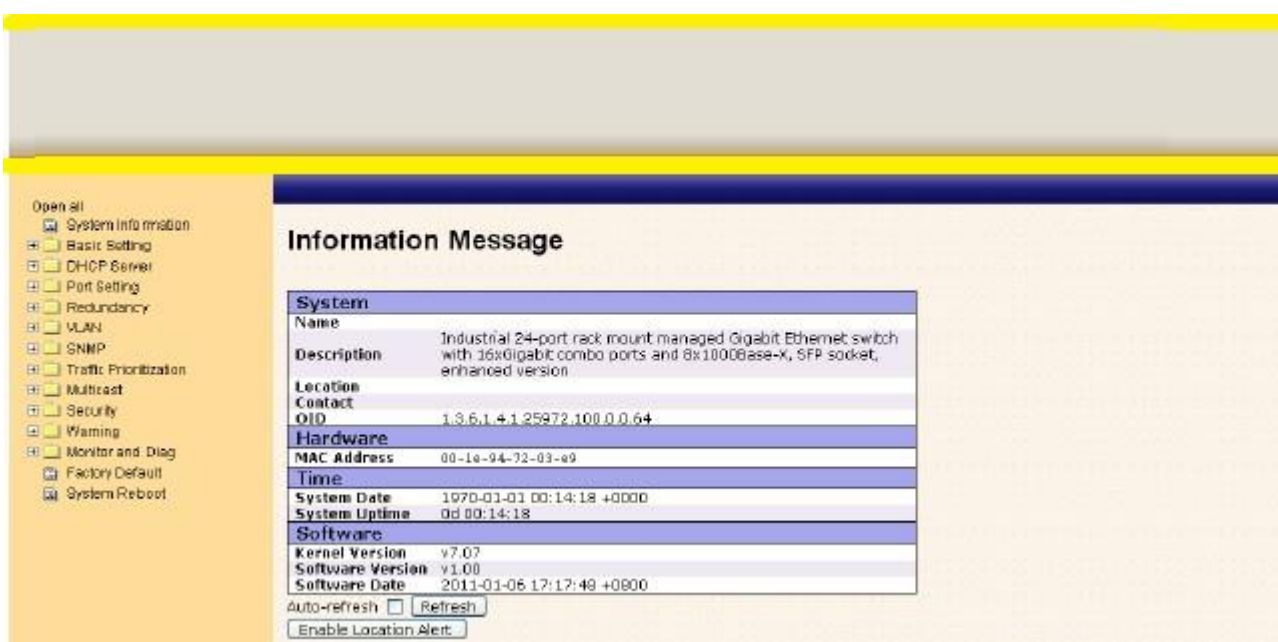 Open all
System Information
Basic Setting
DHCP Server
Port Setting
Redundancy
VLAN
SNMP
Traffic Prioritization
Multicast
Security
Warning
Monitor and Diag
Factory Default
System Reboot
Information Message
System
Name
Description Industrial 24-port rack mount managed Gigabit Ethernet switch
with 16xGigabit combo ports and 8x1000Base-X, SFP socket,
enhanced version
Location
Contact
OID 1.3.6.1.4.1.25972.100.0.0.64
Hardware
MAC Address 00-1e-94-72-03-e9
Time
System Date 1970-01-01 00:14:18 +0000
System Uptime 0d 00:14:18
Software
Kernel Version v7.07
Software Version v1.00
Software Date 2011-01-06 17:17:48 +0800
Auto-refresh Refresh
Enable Location Alert